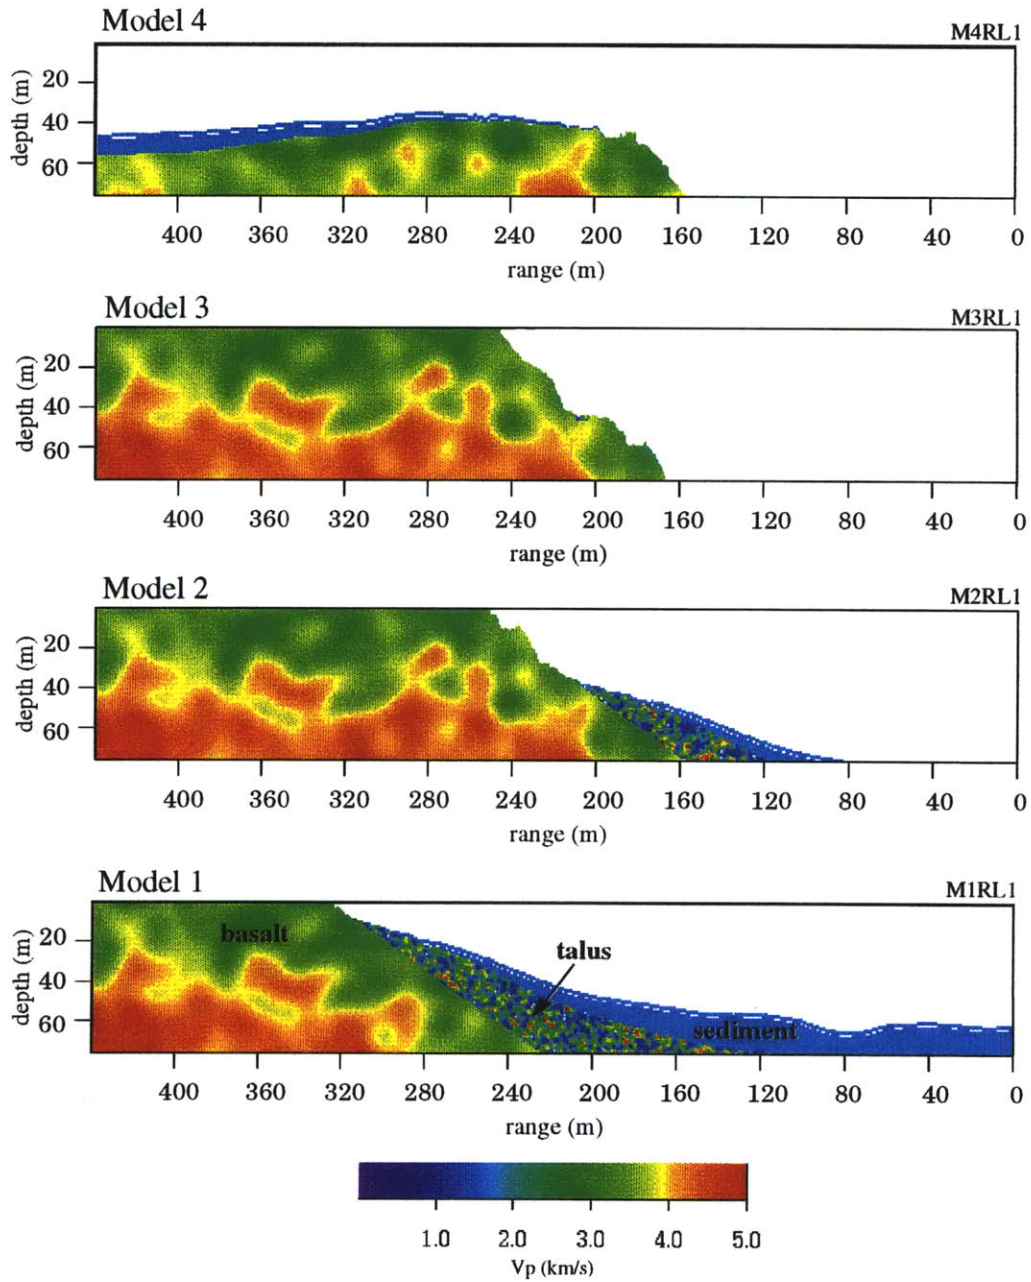 Model 4
M4RL1
depth (m)
20
40
60
400 360 320 280 240 200 160 120 80 40 0
range (m)
Model 3
M3RL1
depth (m)
20
40
60
400 360 320 280 240 200 160 120 80 40 0
range (m)
Model 2
M2RL1
depth (m)
20
40
60
400 360 320 280 240 200 160 120 80 40 0
range (m)
Model 1
M1RL1
depth (m)
20
40
60
basalt
talus
sediment
400 360 320 280 240 200 160 120 80 40 0
range (m)
1.0 2.0 3.0 4.0 5.0
Vp (km/s)